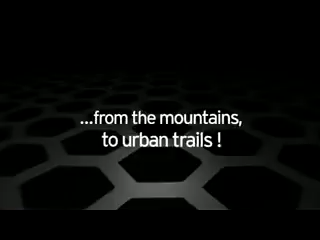 ...from the mountains,
to urban trails !